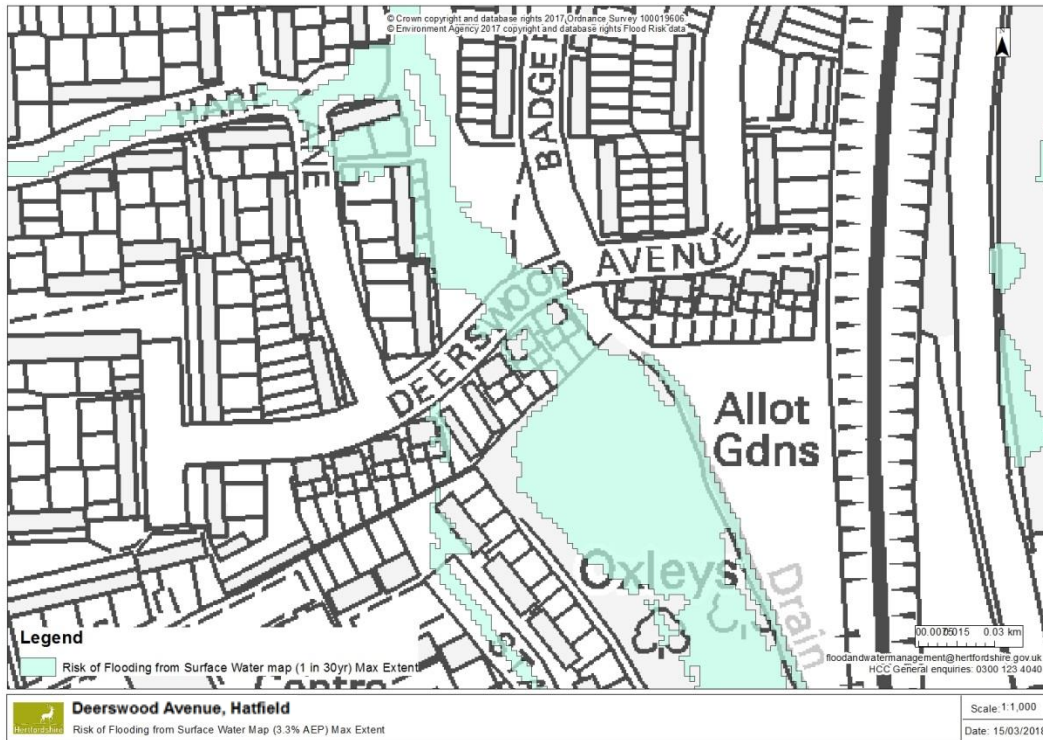 © Crown copyright and database rights 2017 Ordnance Survey 100019606
© Environment Agency 2017 copyright and database rights Flood Risk data
N
BADGER
HARE
LANE
AVENUE
DEERSWOOD
Allot
Gdns
Oxleys
Drain
Legend
Risk of Flooding from Surface Water map (1 in 30yr) Max Extent
0.03 km
floodandwatermanagement@hertfordshire.gov.uk
HCC General enquiries: 0300 123 4040
Hertfordshire
Deerswood Avenue, Hatfield
Risk of Flooding from Surface Water Map (3.3% AEP) Max Extent
Scale:1:1,000
Date: 15/03/2018